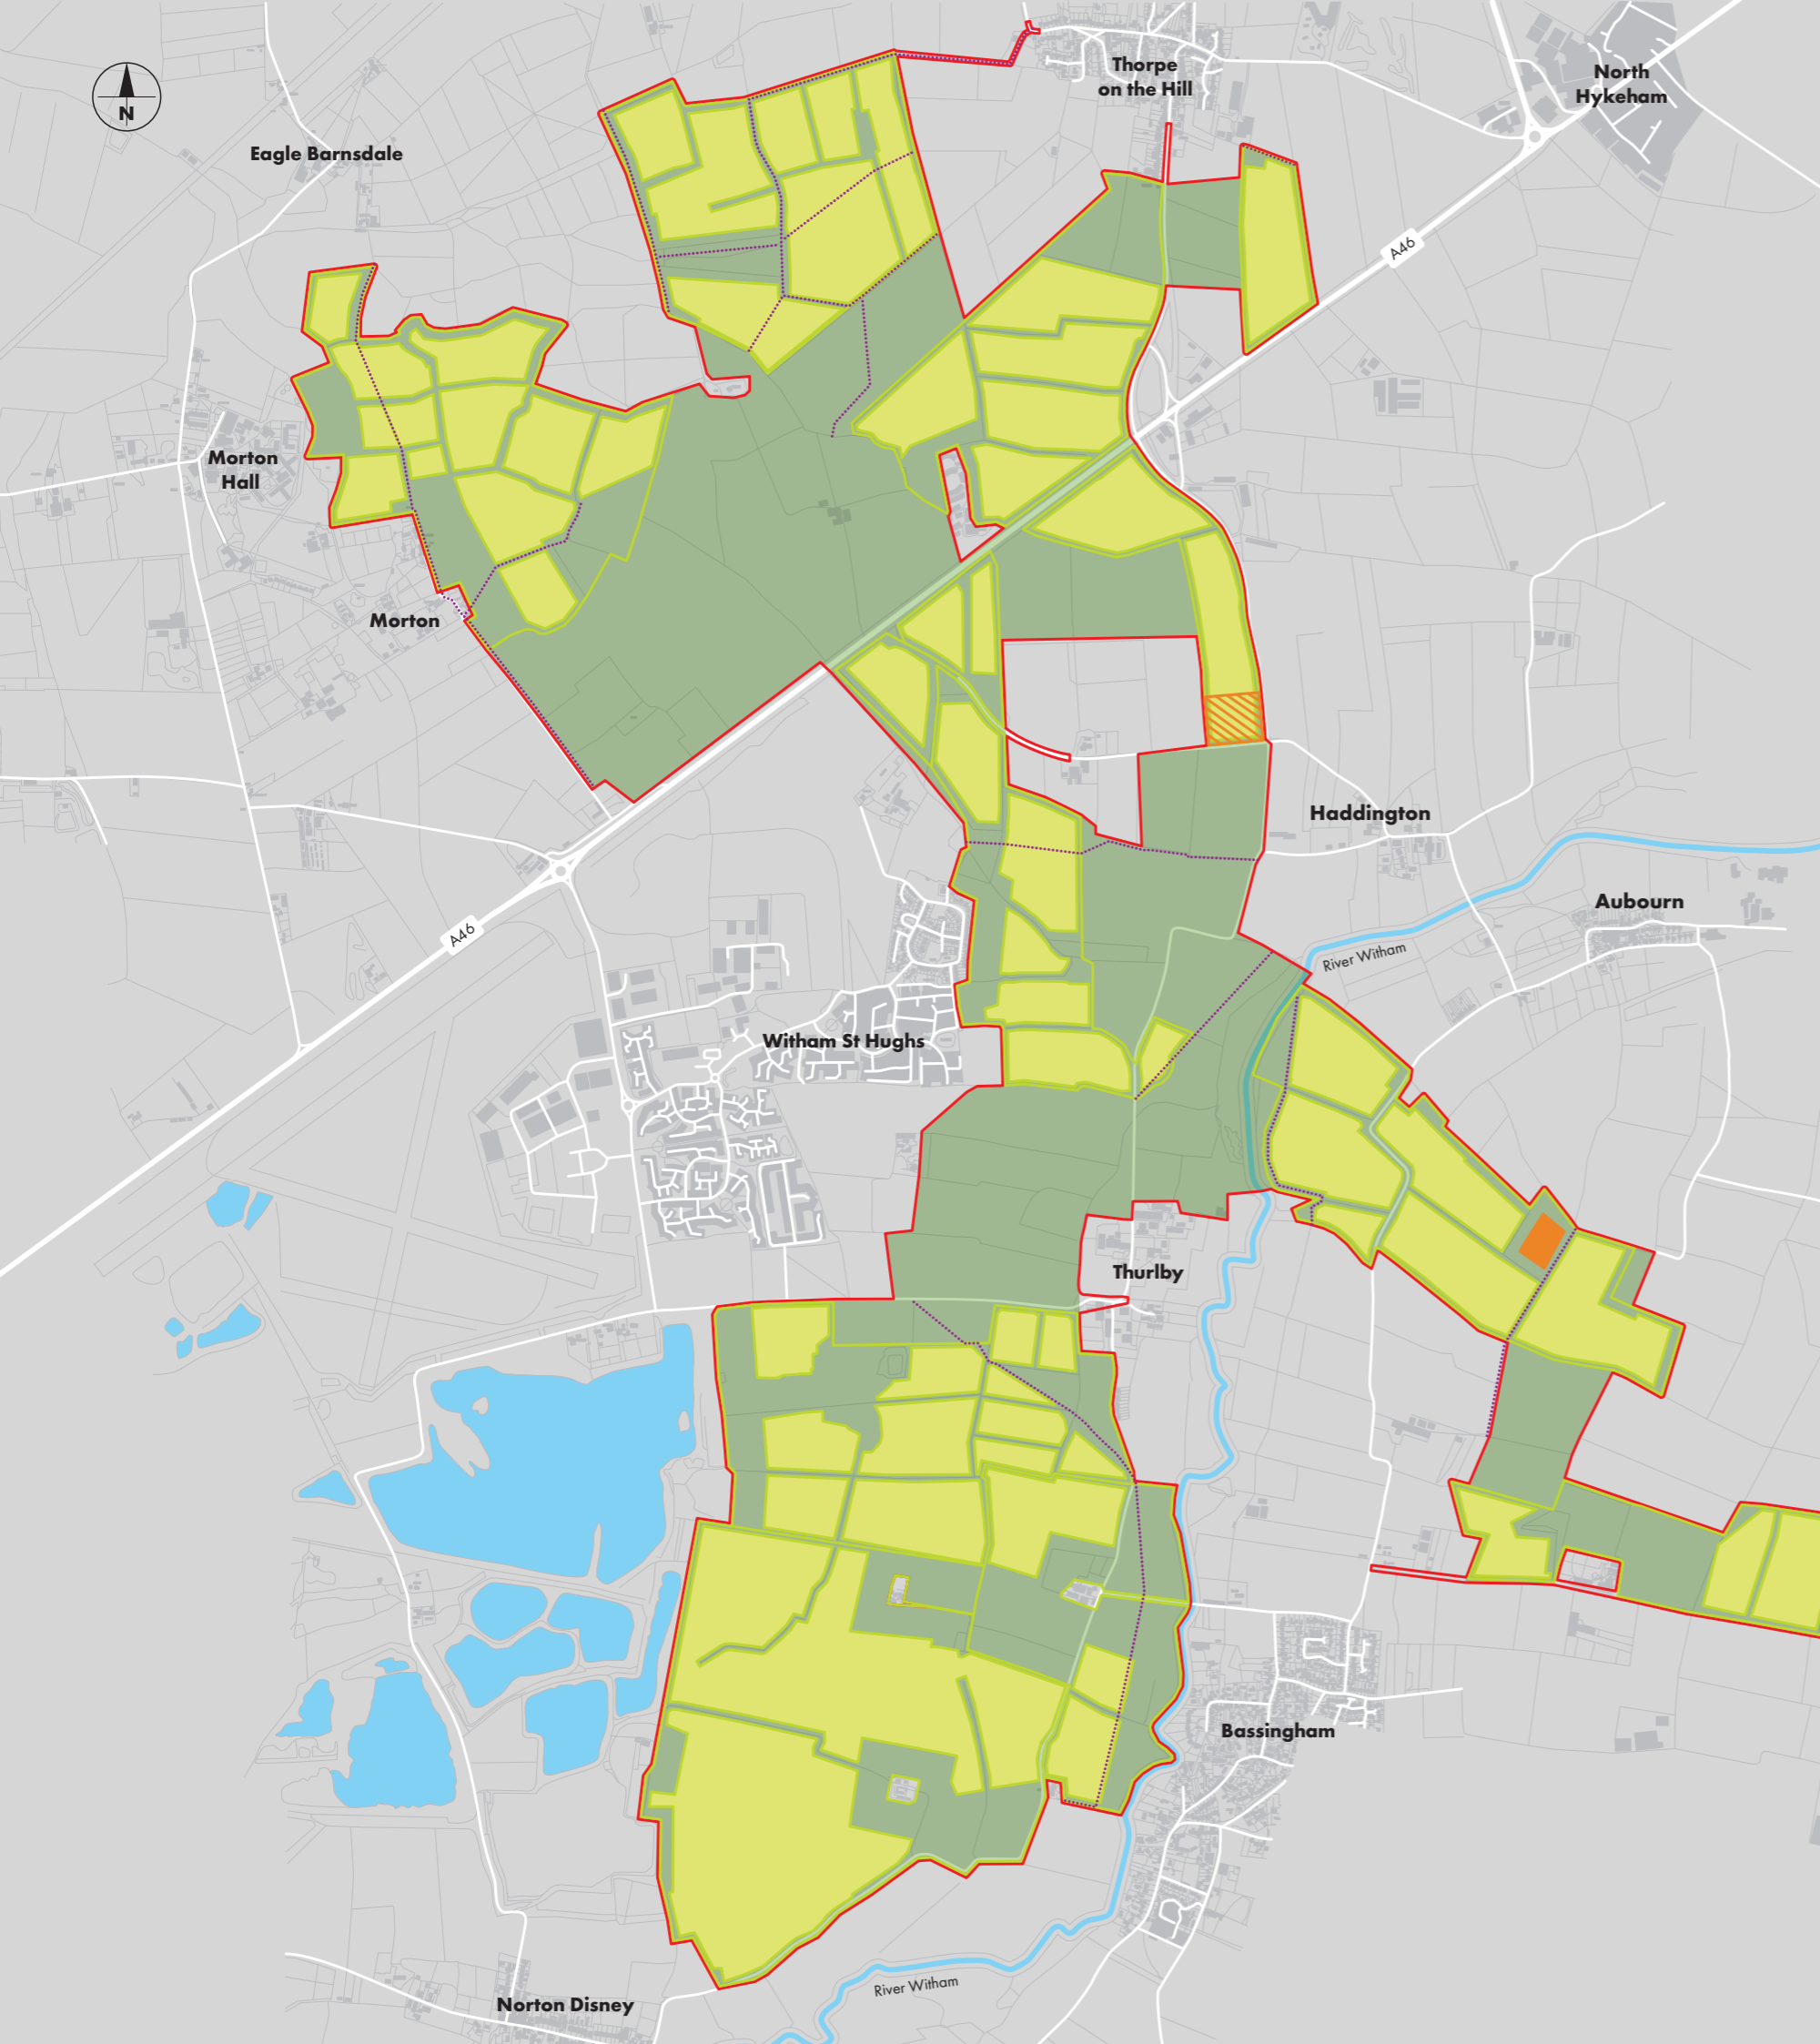 Thorpe
on the Hill
North
Hykeham
N
Eagle Barnsdale
A46
Morton
Hall
Morton
Haddington
Aubourn
A46
River Witham
Witham St Hughs
Thurlby
Bassingham
River Witham
Norton Disney